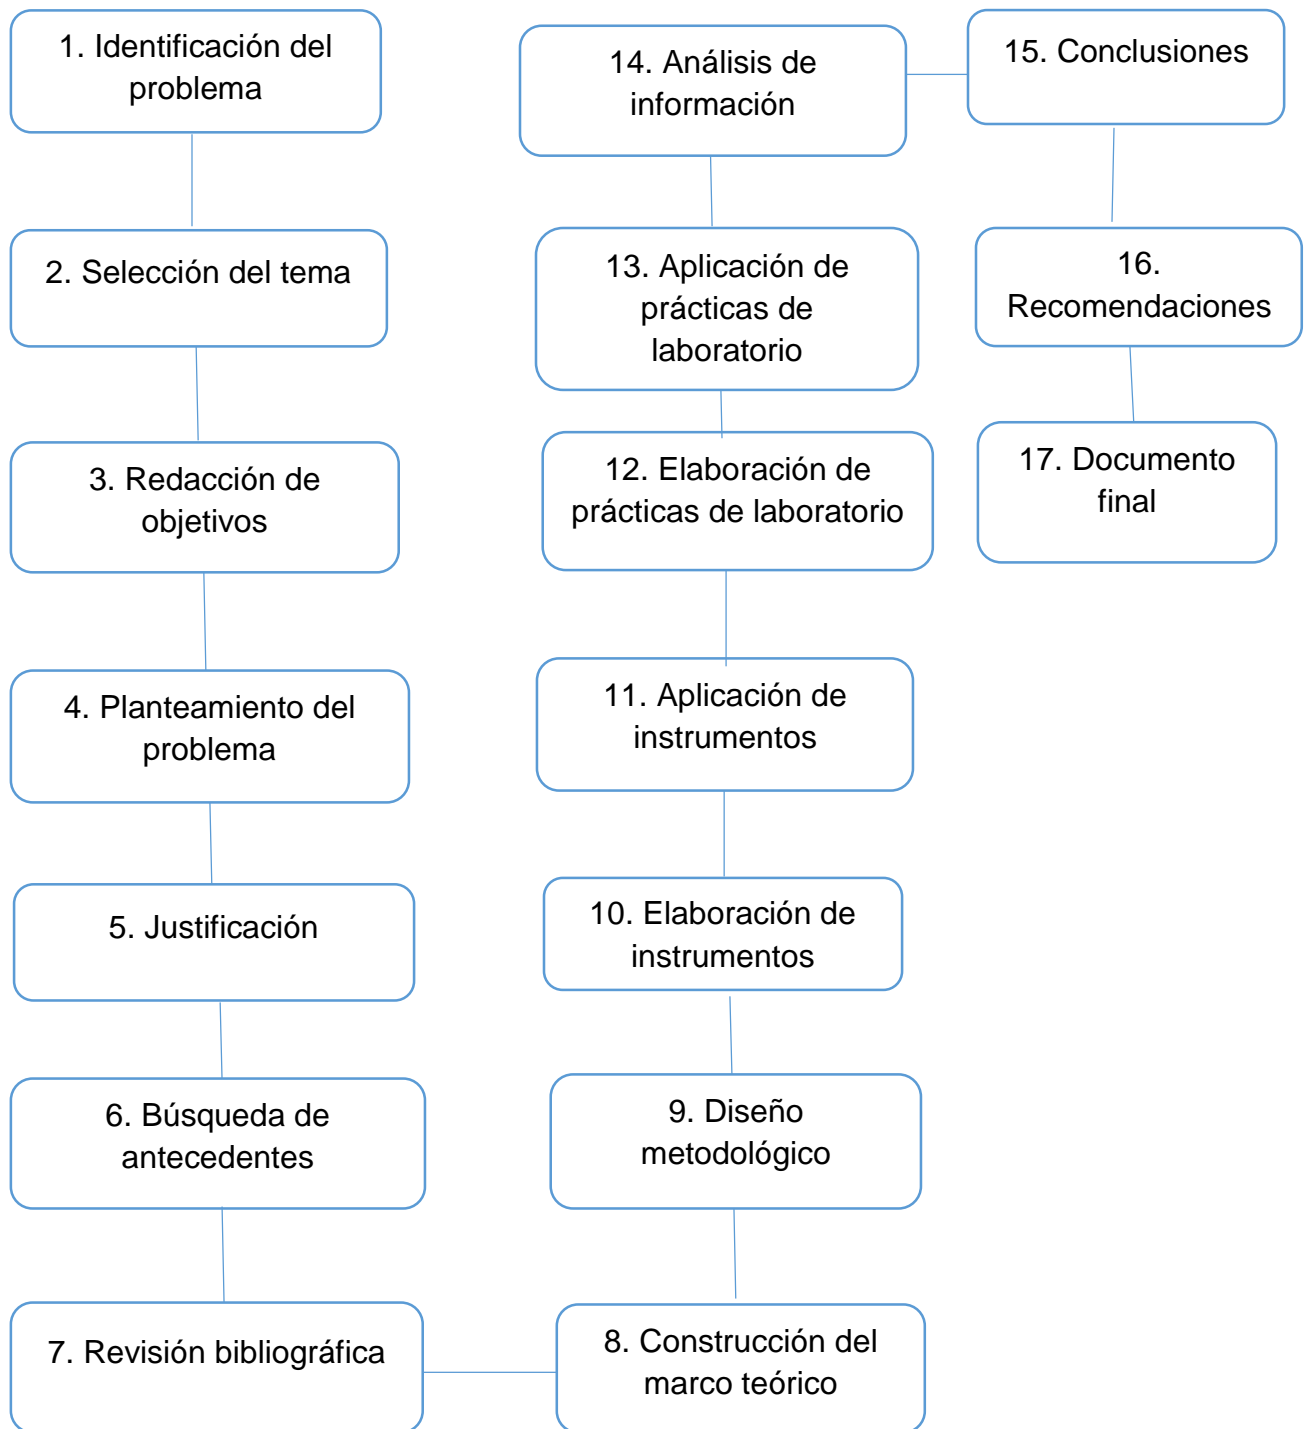 1. Identificación del
problema
2. Selección del tema
3. Redacción de
objetivos
4. Planteamiento del
problema
5. Justificación
6. Búsqueda de
antecedentes
7. Revisión bibliográfica
8. Construcción del
marco teórico
9. Diseño
metodológico
10. Elaboración de
instrumentos
11. Aplicación de
instrumentos
12. Elaboración de
prácticas de laboratorio
13. Aplicación de
prácticas de
laboratorio
14. Análisis de
información
15. Conclusiones
16.
Recomendaciones
17. Documento
final